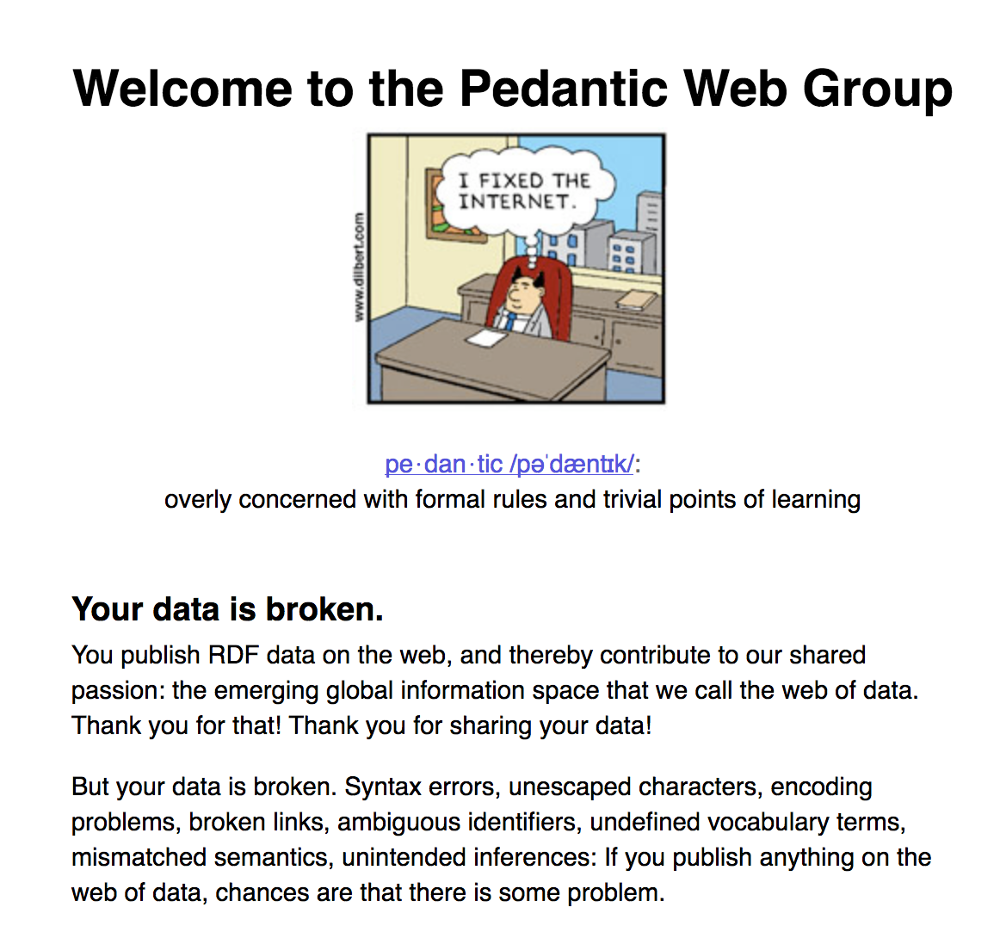 Welcome to the Pedantic Web Group
I FIXED THE
INTERNET.
www.dilbert.com
pe·dan·tic /pəˈdæntɪk/:
overly concerned with formal rules and trivial points of learning
Your data is broken.
You publish RDF data on the web, and thereby contribute to our shared
passion: the emerging global information space that we call the web of data.
Thank you for that! Thank you for sharing your data!
But your data is broken. Syntax errors, unescaped characters, encoding
problems, broken links, ambiguous identifiers, undefined vocabulary terms,
mismatched semantics, unintended inferences: If you publish anything on the
web of data, chances are that there is some problem.